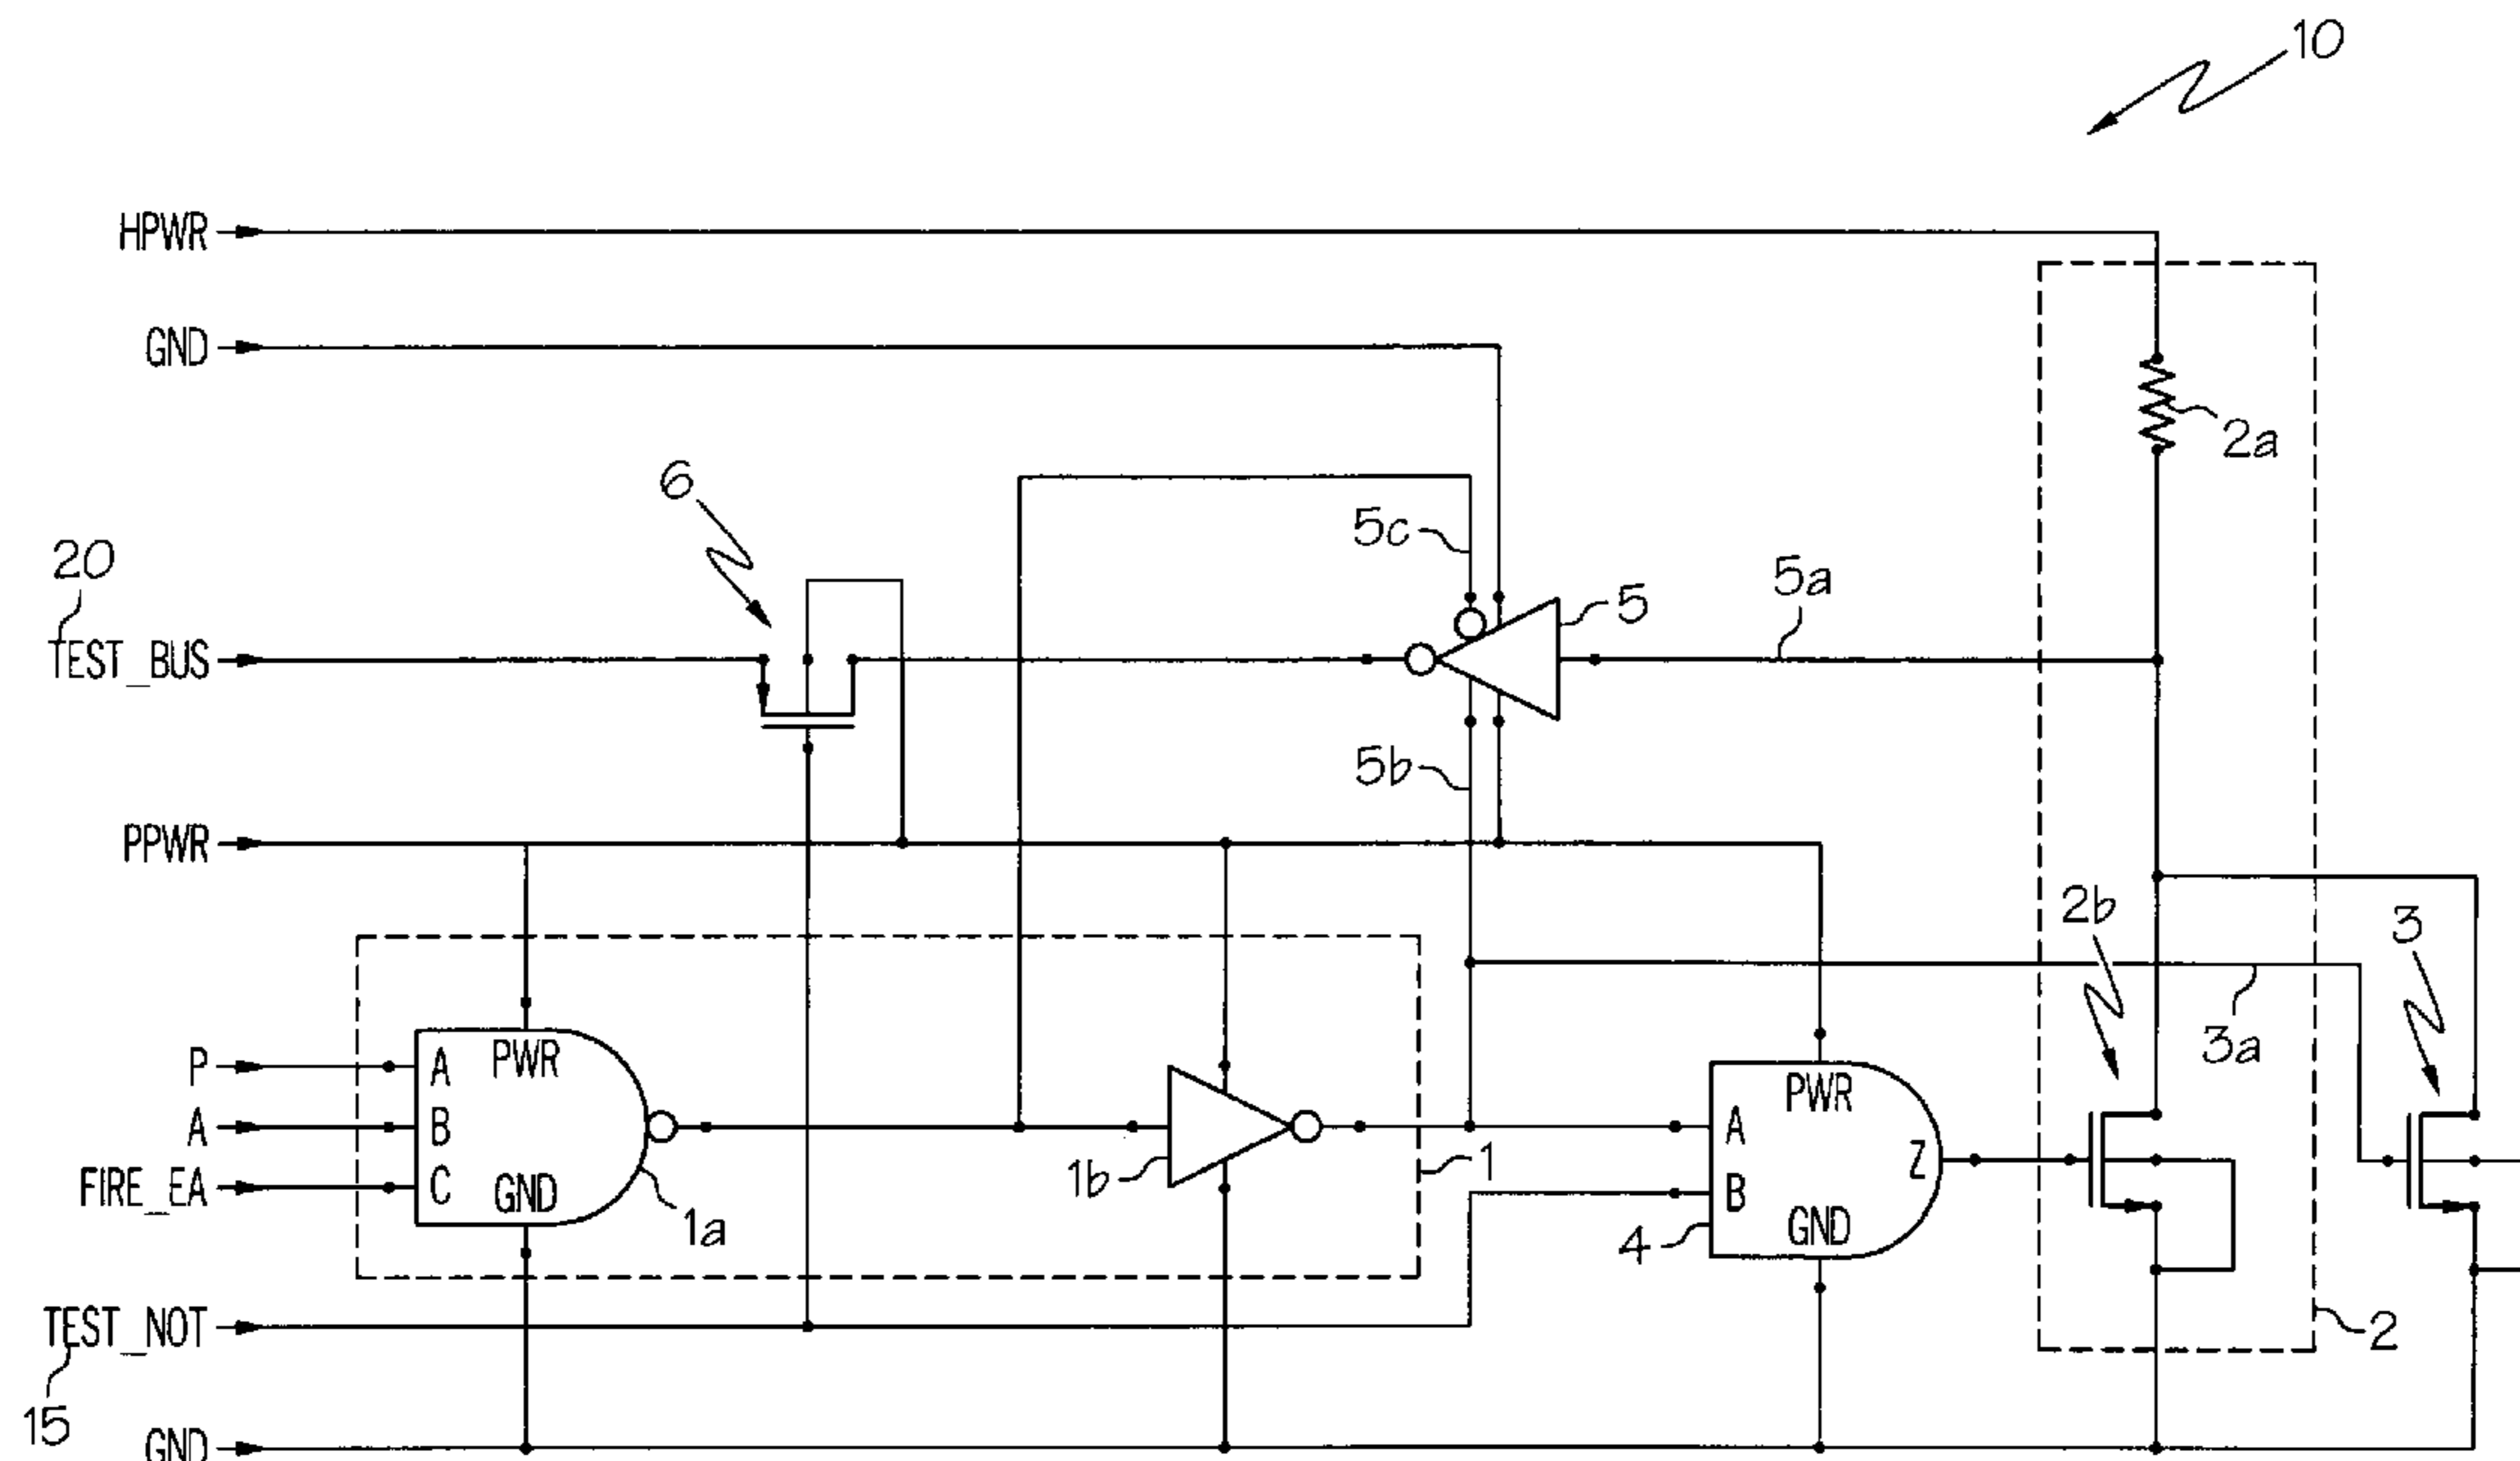 10
HPWR
GND
2a
6
5c
20
5a
5
TEST_BUS
5b
PPWR
2b
3
3a
P
A
PWR
PWR
A
B
A
Z
1
1b
FIRE_EA
C
GND
1a
B
GND
4
TEST_NOT
2
15
GND